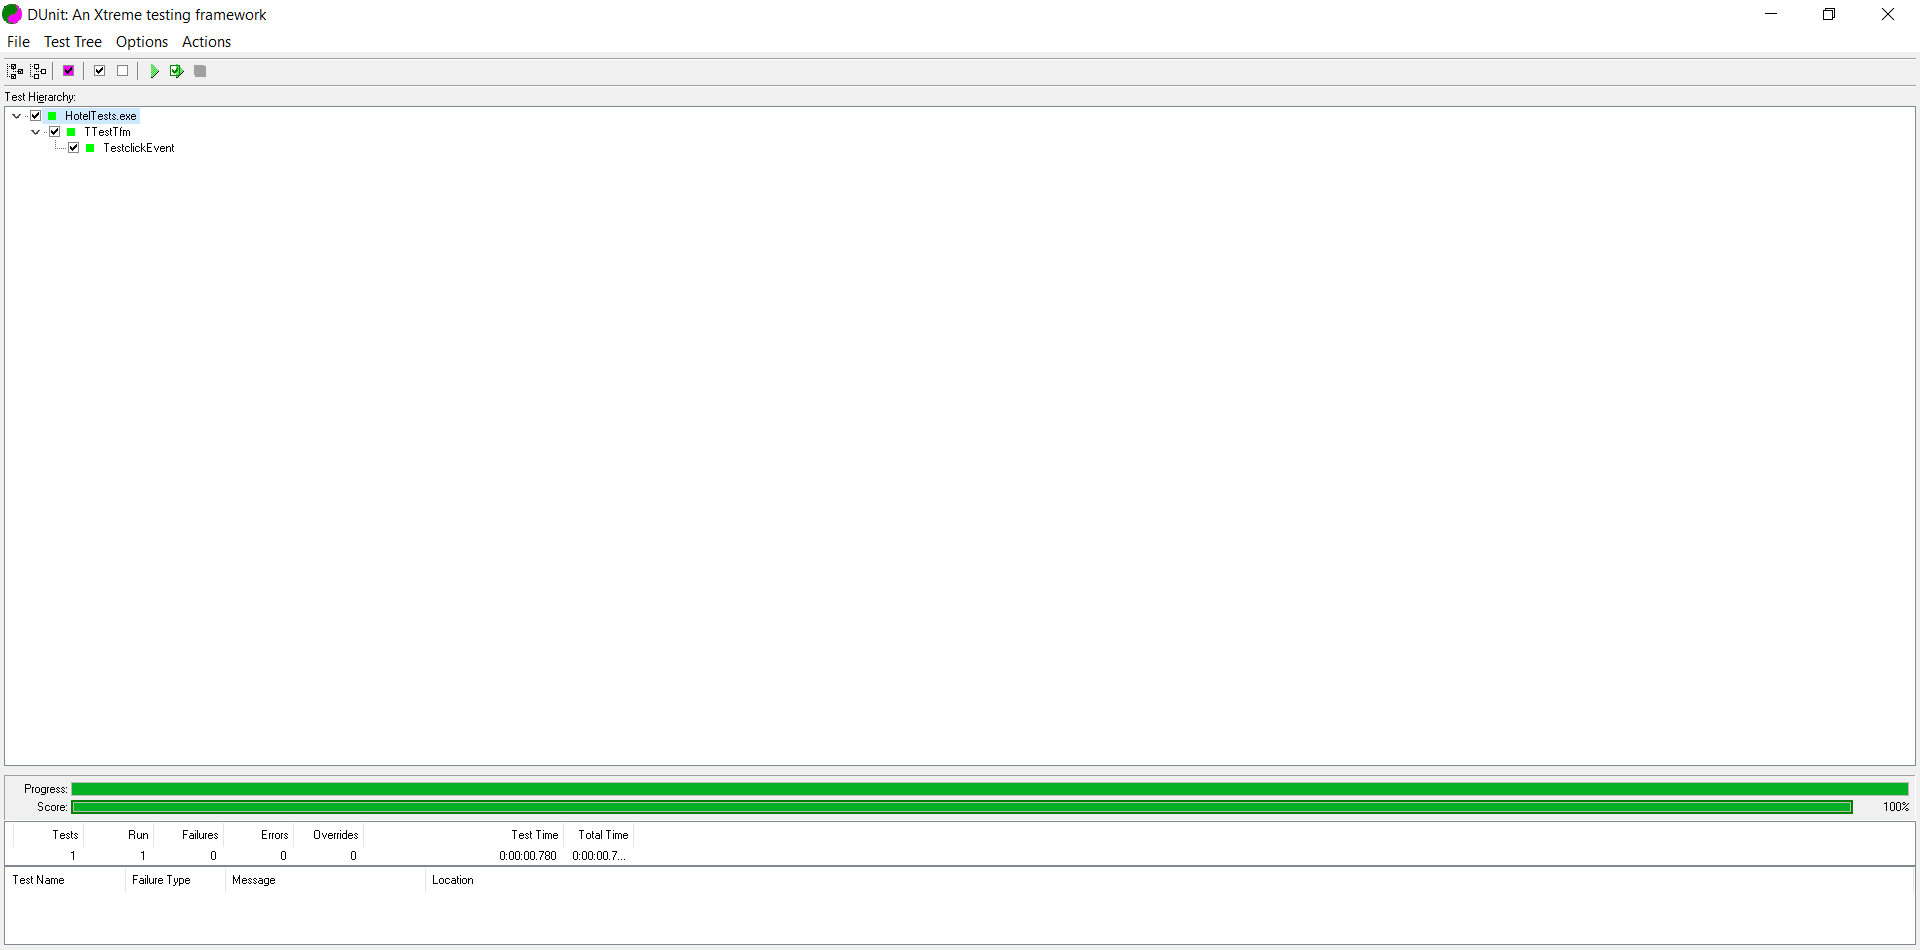 DUnit: An Xtreme testing framework
File Test Tree Options Actions
Test Hierarchy:
HotelTests.exe
TTestTfm
TestclickEvent
Progress:
Score: 100%
Tests Run Failures Errors Overrides Test Time Total Time
1 1 0 0 0 0:00:00.780 0:00:00.7...
Test Name Failure Type Message Location